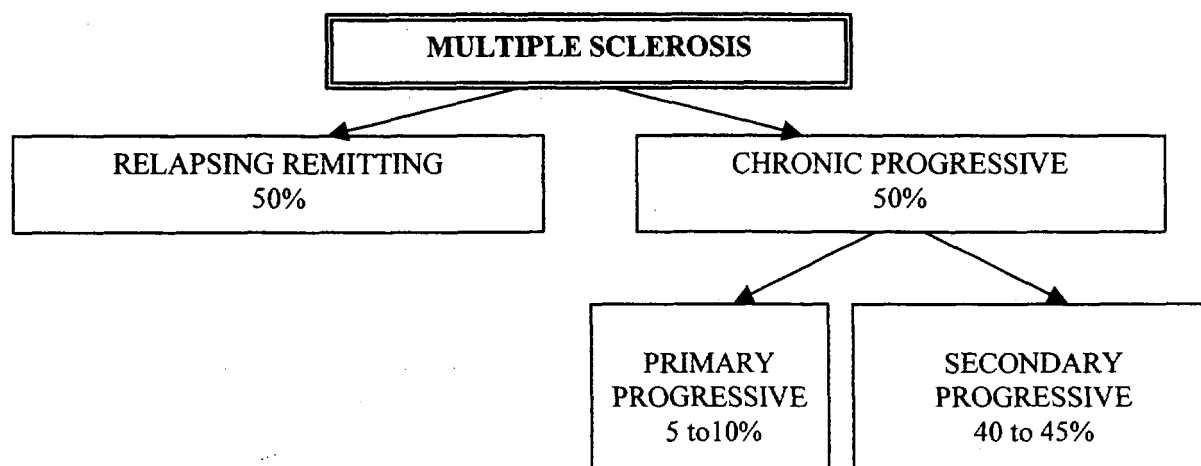 MULTIPLE SCLEROSIS
RELAPSING REMITTING
50%
CHRONIC PROGRESSIVE
50%
PRIMARY
PROGRESSIVE
5 to10%
SECONDARY
PROGRESSIVE
40 to 45%